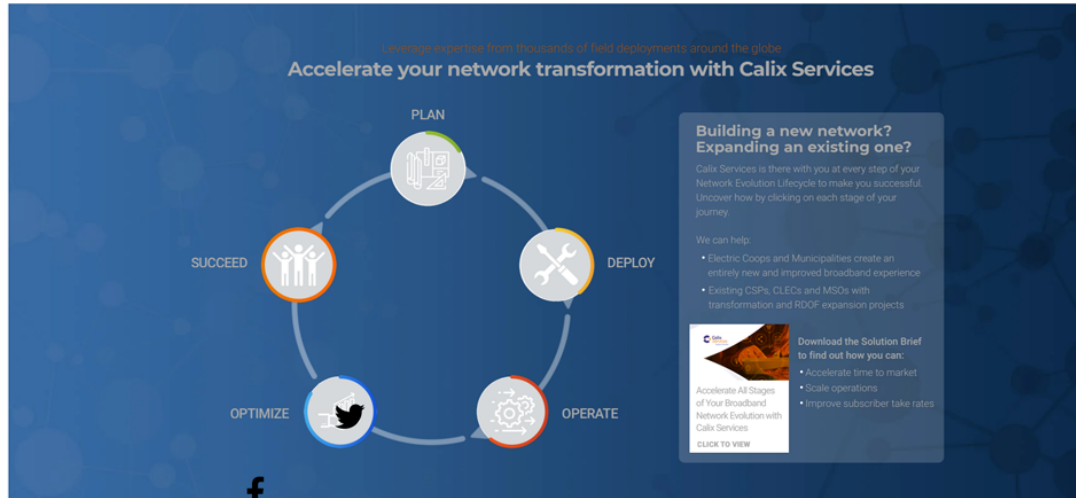 Leverage expertise from thousands of field deployments around the globe
Accelerate your network transformation with Calix Services
PLAN
DEPLOY
OPERATE
OPTIMIZE
SUCCEED
Building a new network?
Expanding an existing one?
Calix Services is there with you at every step of your
Network Evolution Lifecycle to make you successful.
Uncover how by clicking on each stage of your
journey.
We can help:
• Electric Coops and Municipalities create an
entirely new and improved broadband experience
• Existing CSPs, CLECs and MSOs with
transformation and RDOF expansion projects
Calix
Accelerate All Stages
of Your Broadband
Network Evolution with
Calix Services
CLICK TO VIEW
Download the Solution Brief
to find out how you can:
• Accelerate time to market
• Scale operations
• Improve subscriber take rates